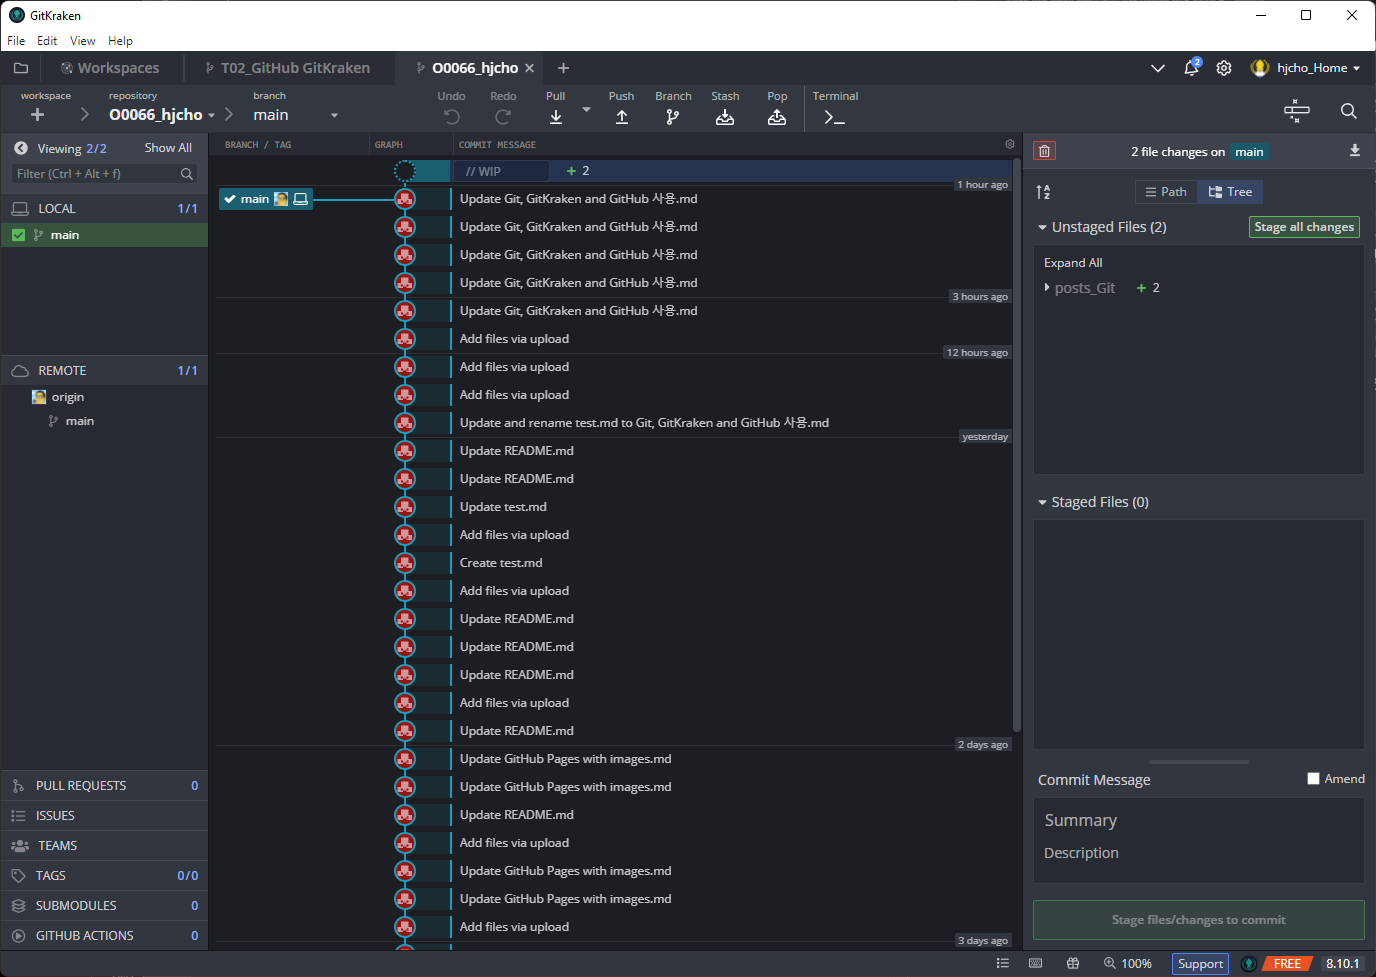 GitKraken
File Edit View Help
Workspaces
T02_GitHub GitKraken
O0066_hjcho
2
hjcho_Home
workspace
repository
O0066_hjcho
branch
main
Undo
Redo
Pull
Push
Branch
Stash
Pop
Terminal
Viewing 2/2
Show All
Filter (Ctrl + Alt + f)
LOCAL 1/1
main
REMOTE 1/1
origin
main
PULL REQUESTS 0
ISSUES
TEAMS
TAGS 0/0
SUBMODULES 0
GITHUB ACTIONS 0
BRANCH / TAG
GRAPH
COMMIT MESSAGE
// WIP
+ 2
1 hour ago
main
Update Git, GitKraken and GitHub 사용.md
Update Git, GitKraken and GitHub 사용.md
Update Git, GitKraken and GitHub 사용.md
Update Git, GitKraken and GitHub 사용.md
3 hours ago
Update Git, GitKraken and GitHub 사용.md
Add files via upload
12 hours ago
Add files via upload
Add files via upload
Update and rename test.md to Git, GitKraken and GitHub 사용.md
yesterday
Update README.md
Update README.md
Update test.md
Add files via upload
Create test.md
Add files via upload
Update README.md
Update README.md
Update README.md
Add files via upload
Update README.md
2 days ago
Update GitHub Pages with images.md
Update GitHub Pages with images.md
Update README.md
Add files via upload
Update GitHub Pages with images.md
Update GitHub Pages with images.md
Add files via upload
3 days ago
2 file changes on main
Path
Tree
Unstaged Files (2)
Stage all changes
Expand All
posts_Git + 2
Staged Files (0)
Commit Message
Amend
Summary
Description
Stage files/changes to commit
100%
Support
FREE
8.10.1